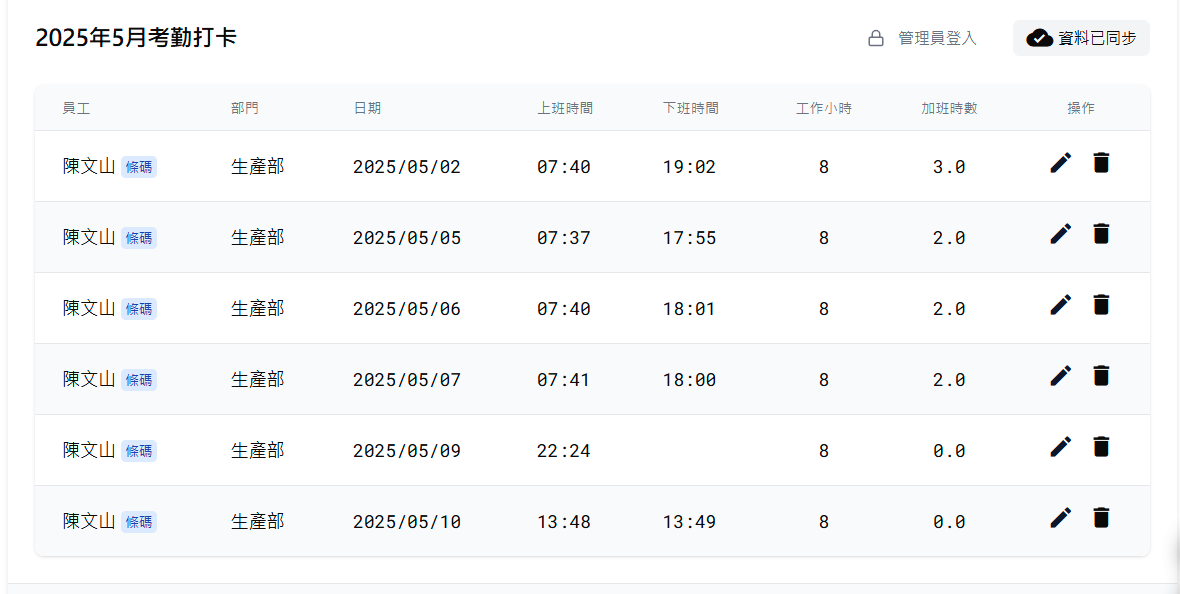 2025年5月考勤打卡 管理員登入 資料已同步
員工 部門 日期 上班時間 下班時間 工作小時 加班時數 操作
陳文山 條碼 生產部 2025/05/02 07:40 19:02 8 3.0
陳文山 條碼 生產部 2025/05/05 07:37 17:55 8 2.0
陳文山 條碼 生產部 2025/05/06 07:40 18:01 8 2.0
陳文山 條碼 生產部 2025/05/07 07:41 18:00 8 2.0
陳文山 條碼 生產部 2025/05/09 22:24 8 0.0
陳文山 條碼 生產部 2025/05/10 13:48 13:49 8 0.0